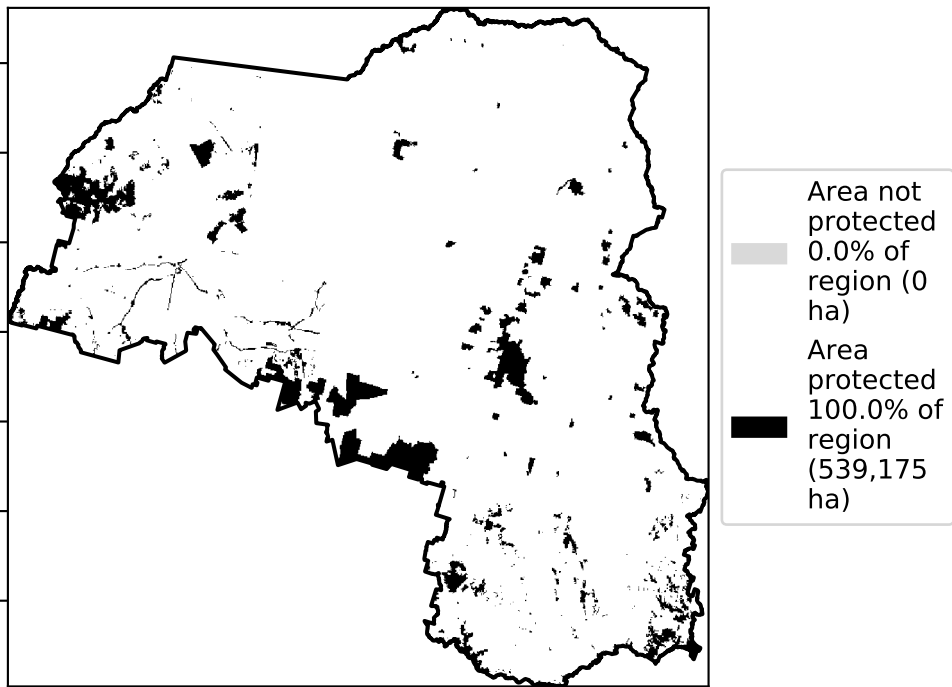 Area not
protected
0.0% of
region (0
ha)
Area
protected
100.0% of
region
(539,175
ha)